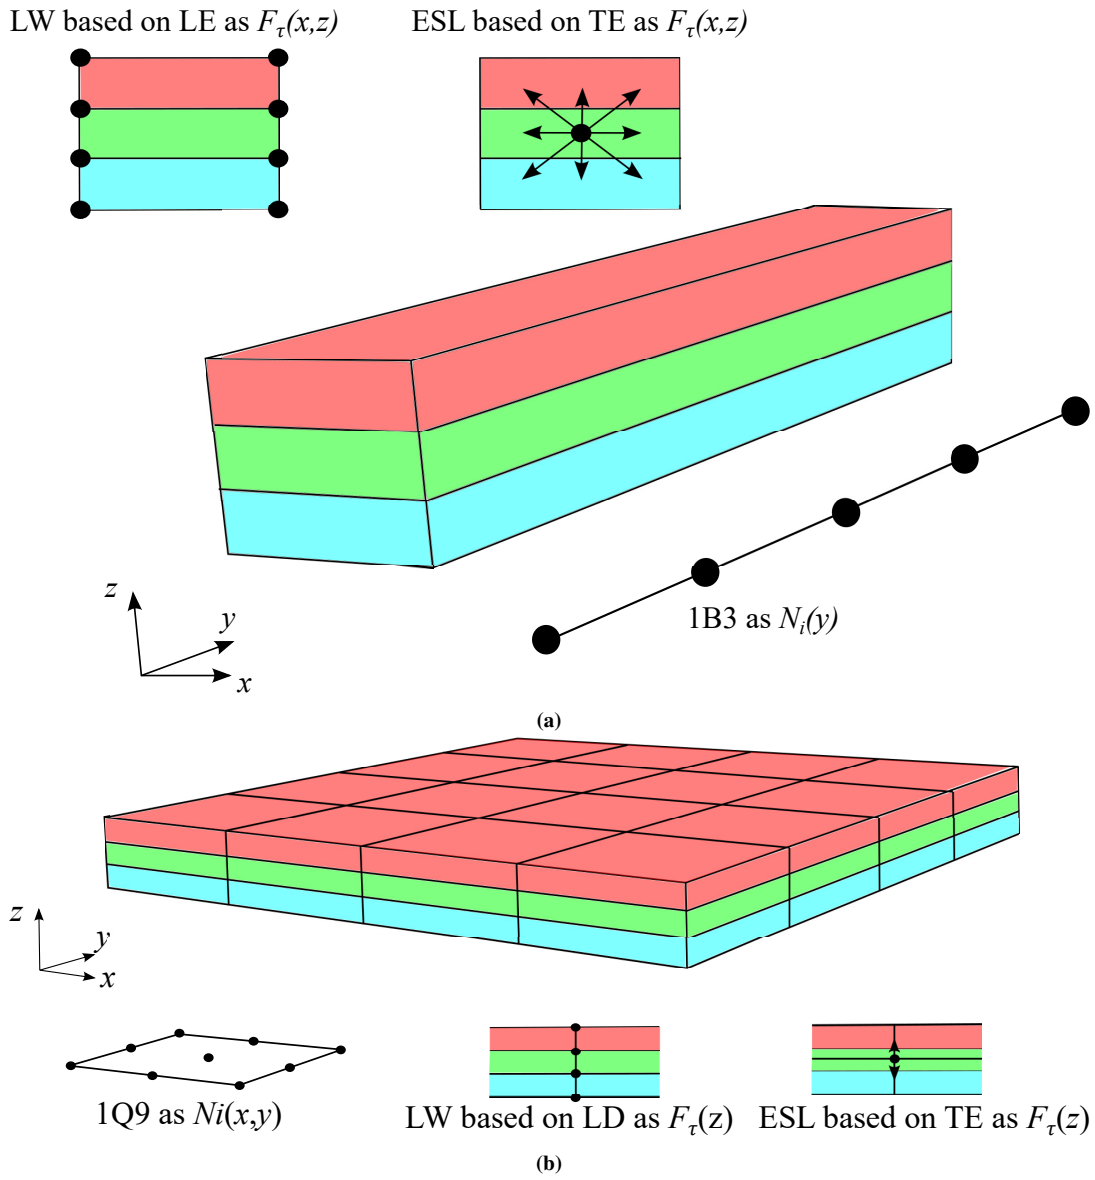 LW based on LE as Fτ(x,z)
ESL based on TE as Fτ(x,z)
z
y
x
1B3 as Ni(y)
(a)
z
y
x
1Q9 as Ni(x,y)
LW based on LD as Fτ(z)
ESL based on TE as Fτ(z)
(b)